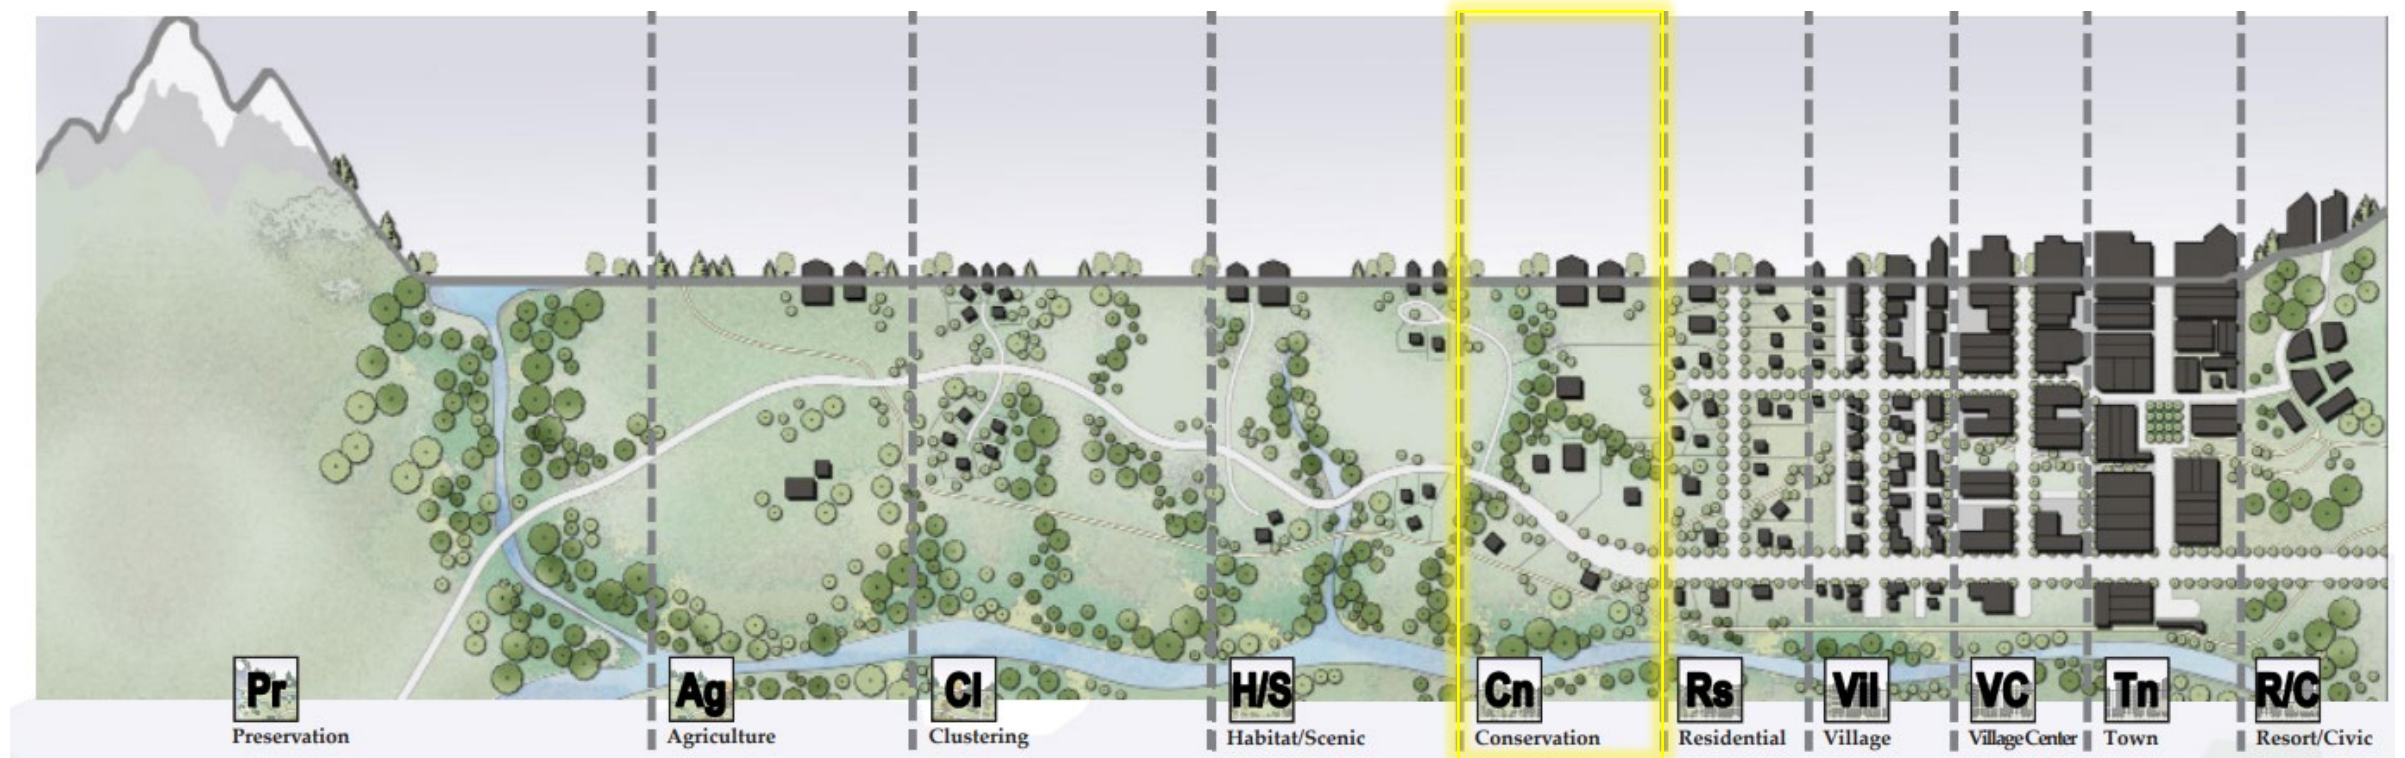 Pr
Preservation
Ag
Agriculture
Cl
Clustering
H/S
Habitat/Scenic
Cn
Conservation
Rs
Residential
Vil
Village
VC
Village Center
Tn
Town
R/C
Resort/Civic